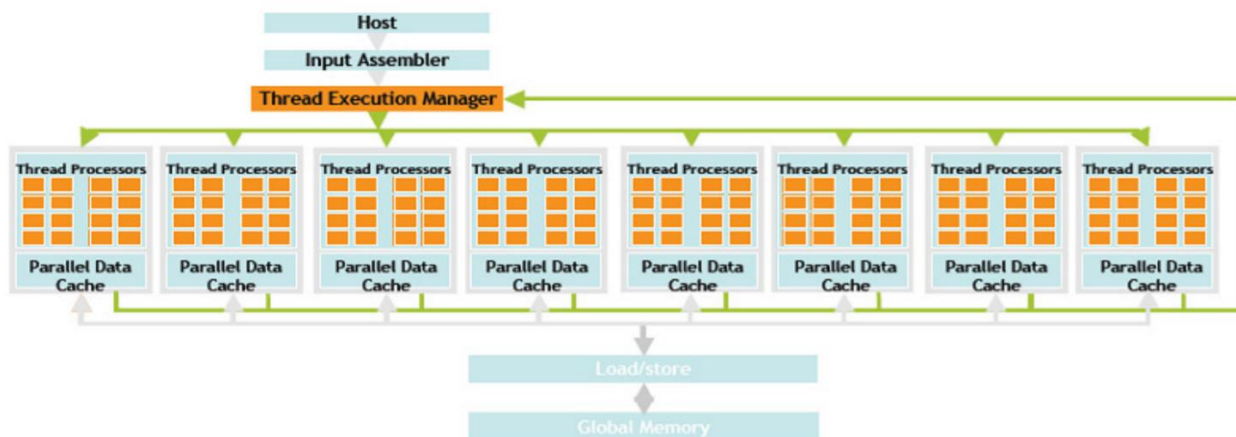 Host
Input Assembler
Thread Execution Manager
Thread Processors
Thread Processors
Thread Processors
Thread Processors
Thread Processors
Thread Processors
Thread Processors
Thread Processors
Parallel Data
Cache
Parallel Data
Cache
Parallel Data
Cache
Parallel Data
Cache
Parallel Data
Cache
Parallel Data
Cache
Parallel Data
Cache
Parallel Data
Cache
Load/store
Global Memory